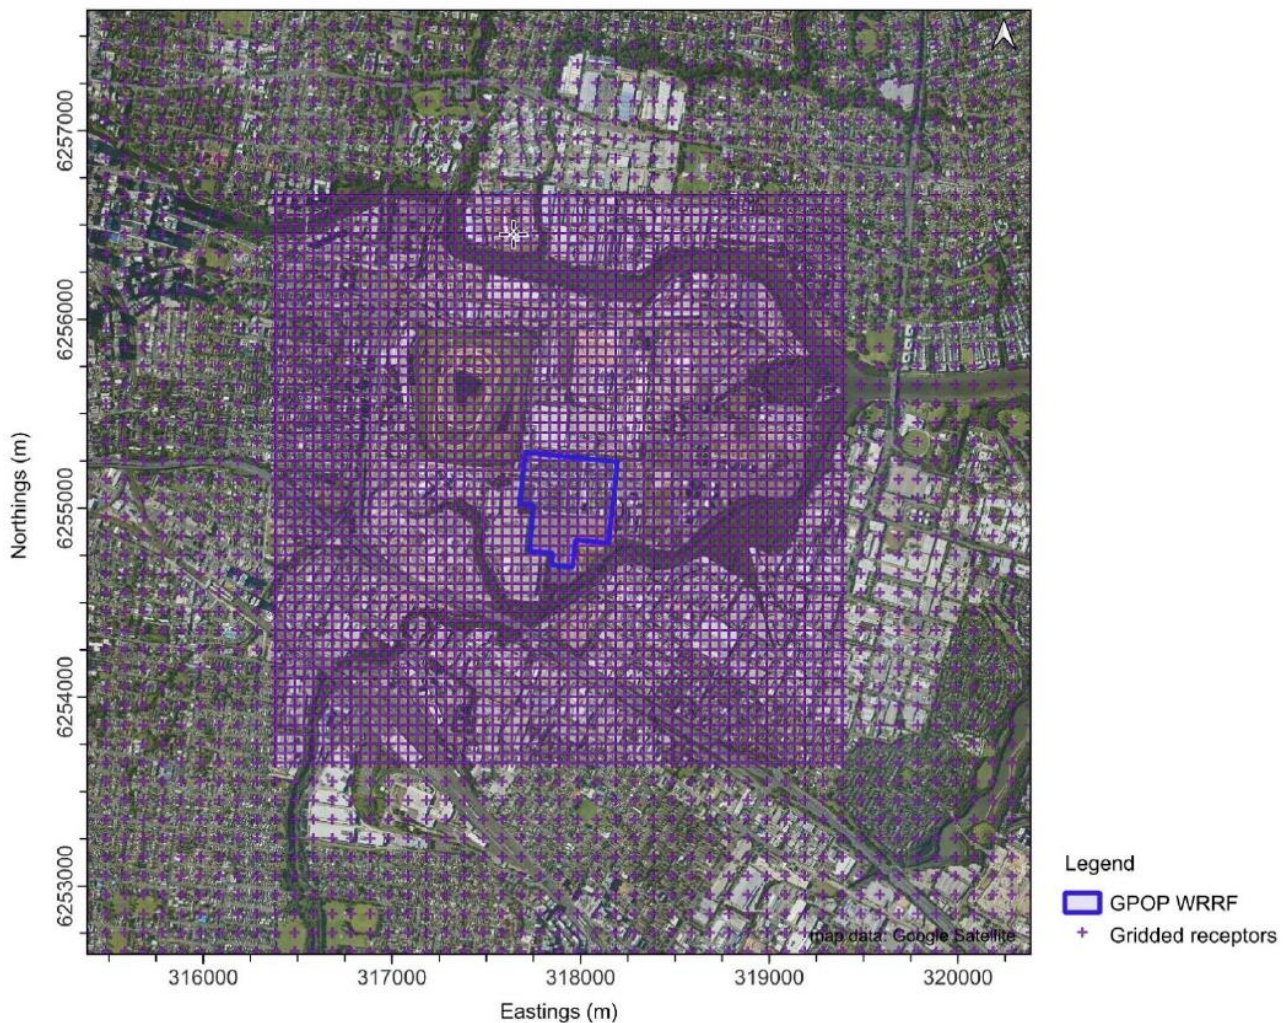 6257000
6256000
6255000
6254000
6253000
Northings (m)
316000 317000 318000 319000 320000
Eastings (m)
map data: Google Satellite
Legend
GPOP WRRF
Gridded receptors